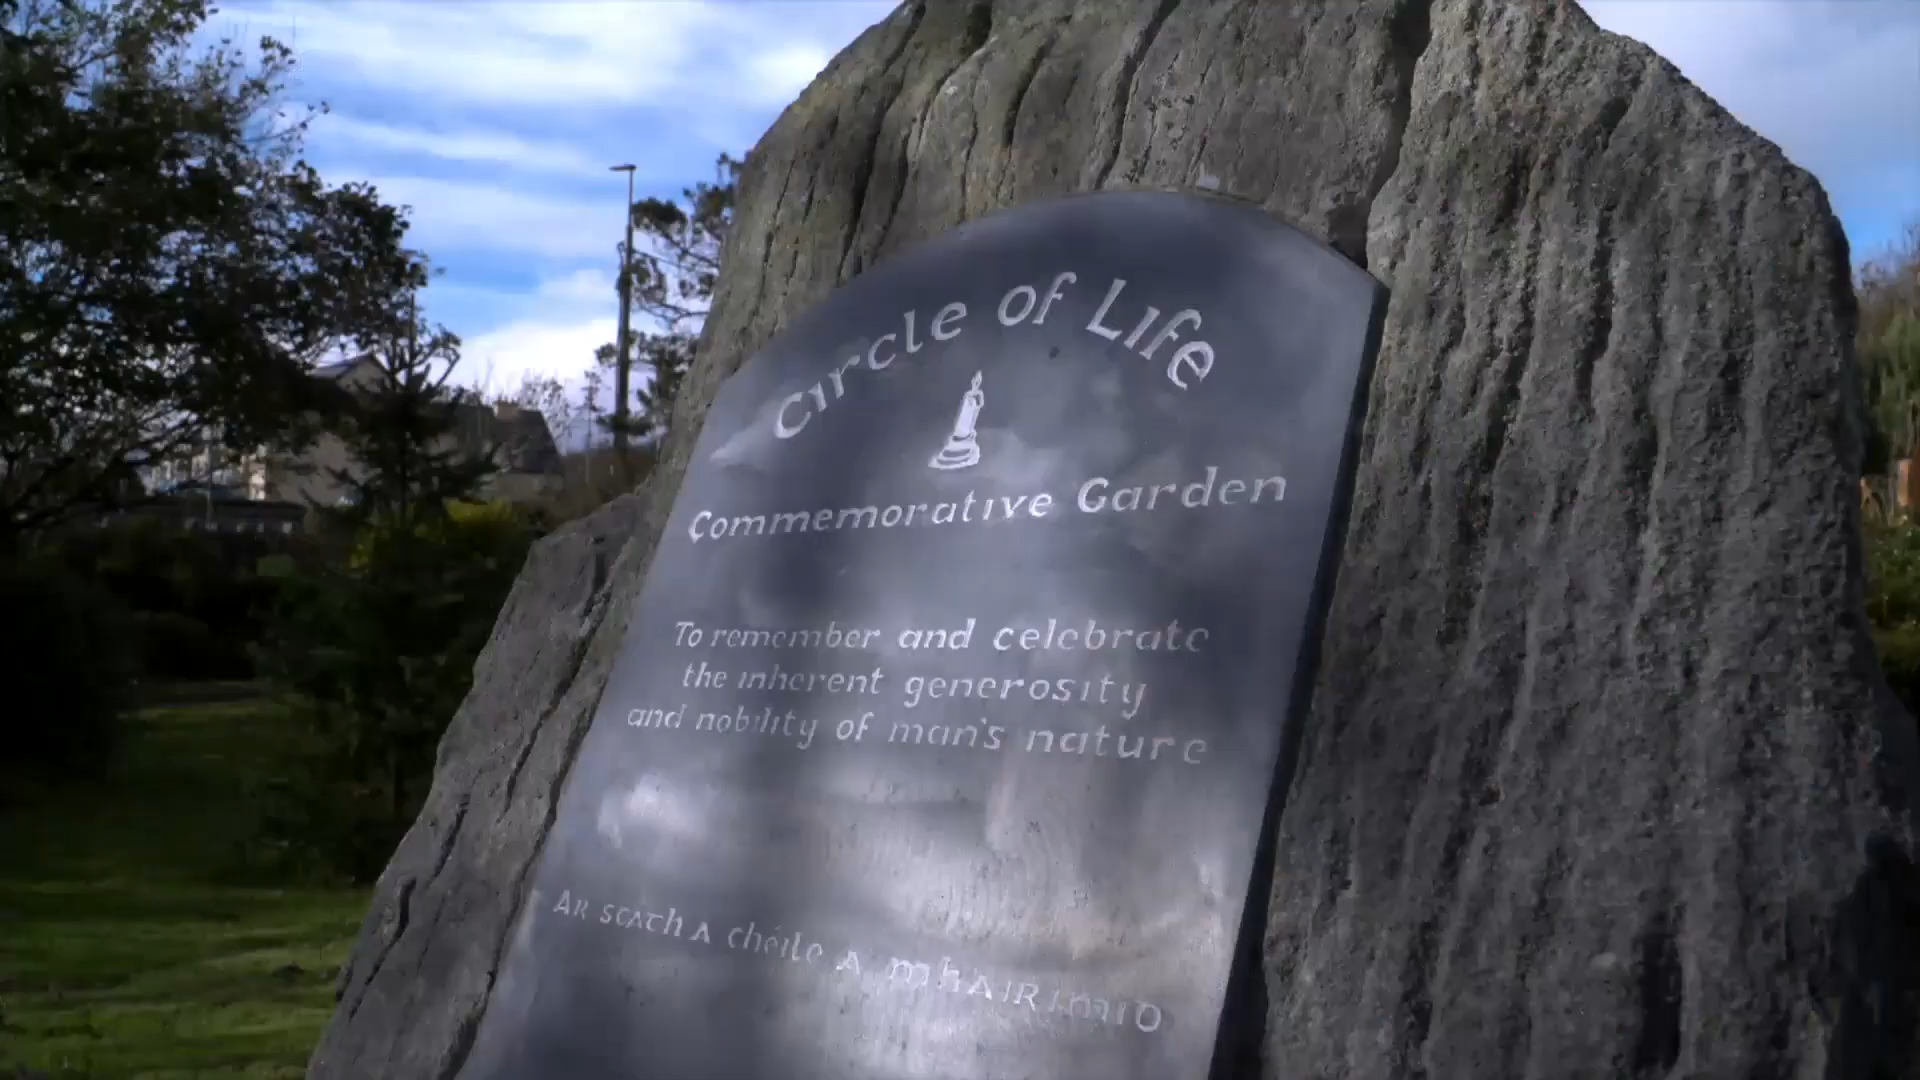 Circle of Life
Commemorative Garden
To remember and celebrate
the inherent generosity
and nobility of man's nature
Ar scath a chéile a mhairimid